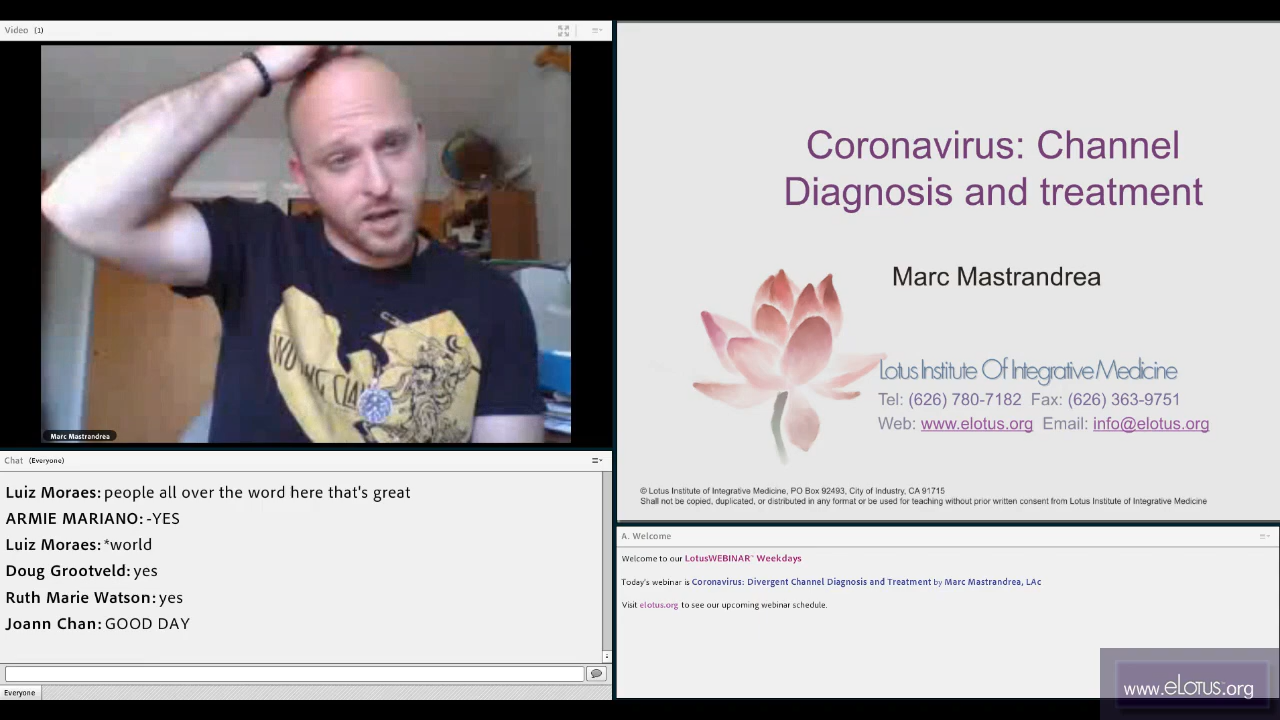 Video (1)
Marc Mastrandrea
Chat (Everyone)
Luiz Moraes: people all over the word here that's great
ARMIE MARIANO: -YES
Luiz Moraes: *world
Doug Grootveld: yes
Ruth Marie Watson: yes
Joann Chan: GOOD DAY
Everyone
Coronavirus: Channel
Diagnosis and treatment
Marc Mastrandrea
Lotus Institute Of Integrative Medicine
Tel: (626) 780-7182 Fax: (626) 363-9751
Web: www.elotus.org Email: info@elotus.org
© Lotus Institute of Integrative Medicine, PO Box 92493, City of Industry, CA 91715
Shall not be copied, duplicated, or distributed in any format or be used for teaching without prior written consent from Lotus Institute of Integrative Medicine
A. Welcome
Welcome to our LotusWEBINAR™ Weekdays
Today's webinar is Coronavirus: Divergent Channel Diagnosis and Treatment by Marc Mastrandrea, LAc
Visit elotus.org to see our upcoming webinar schedule.
www.eLotus.org